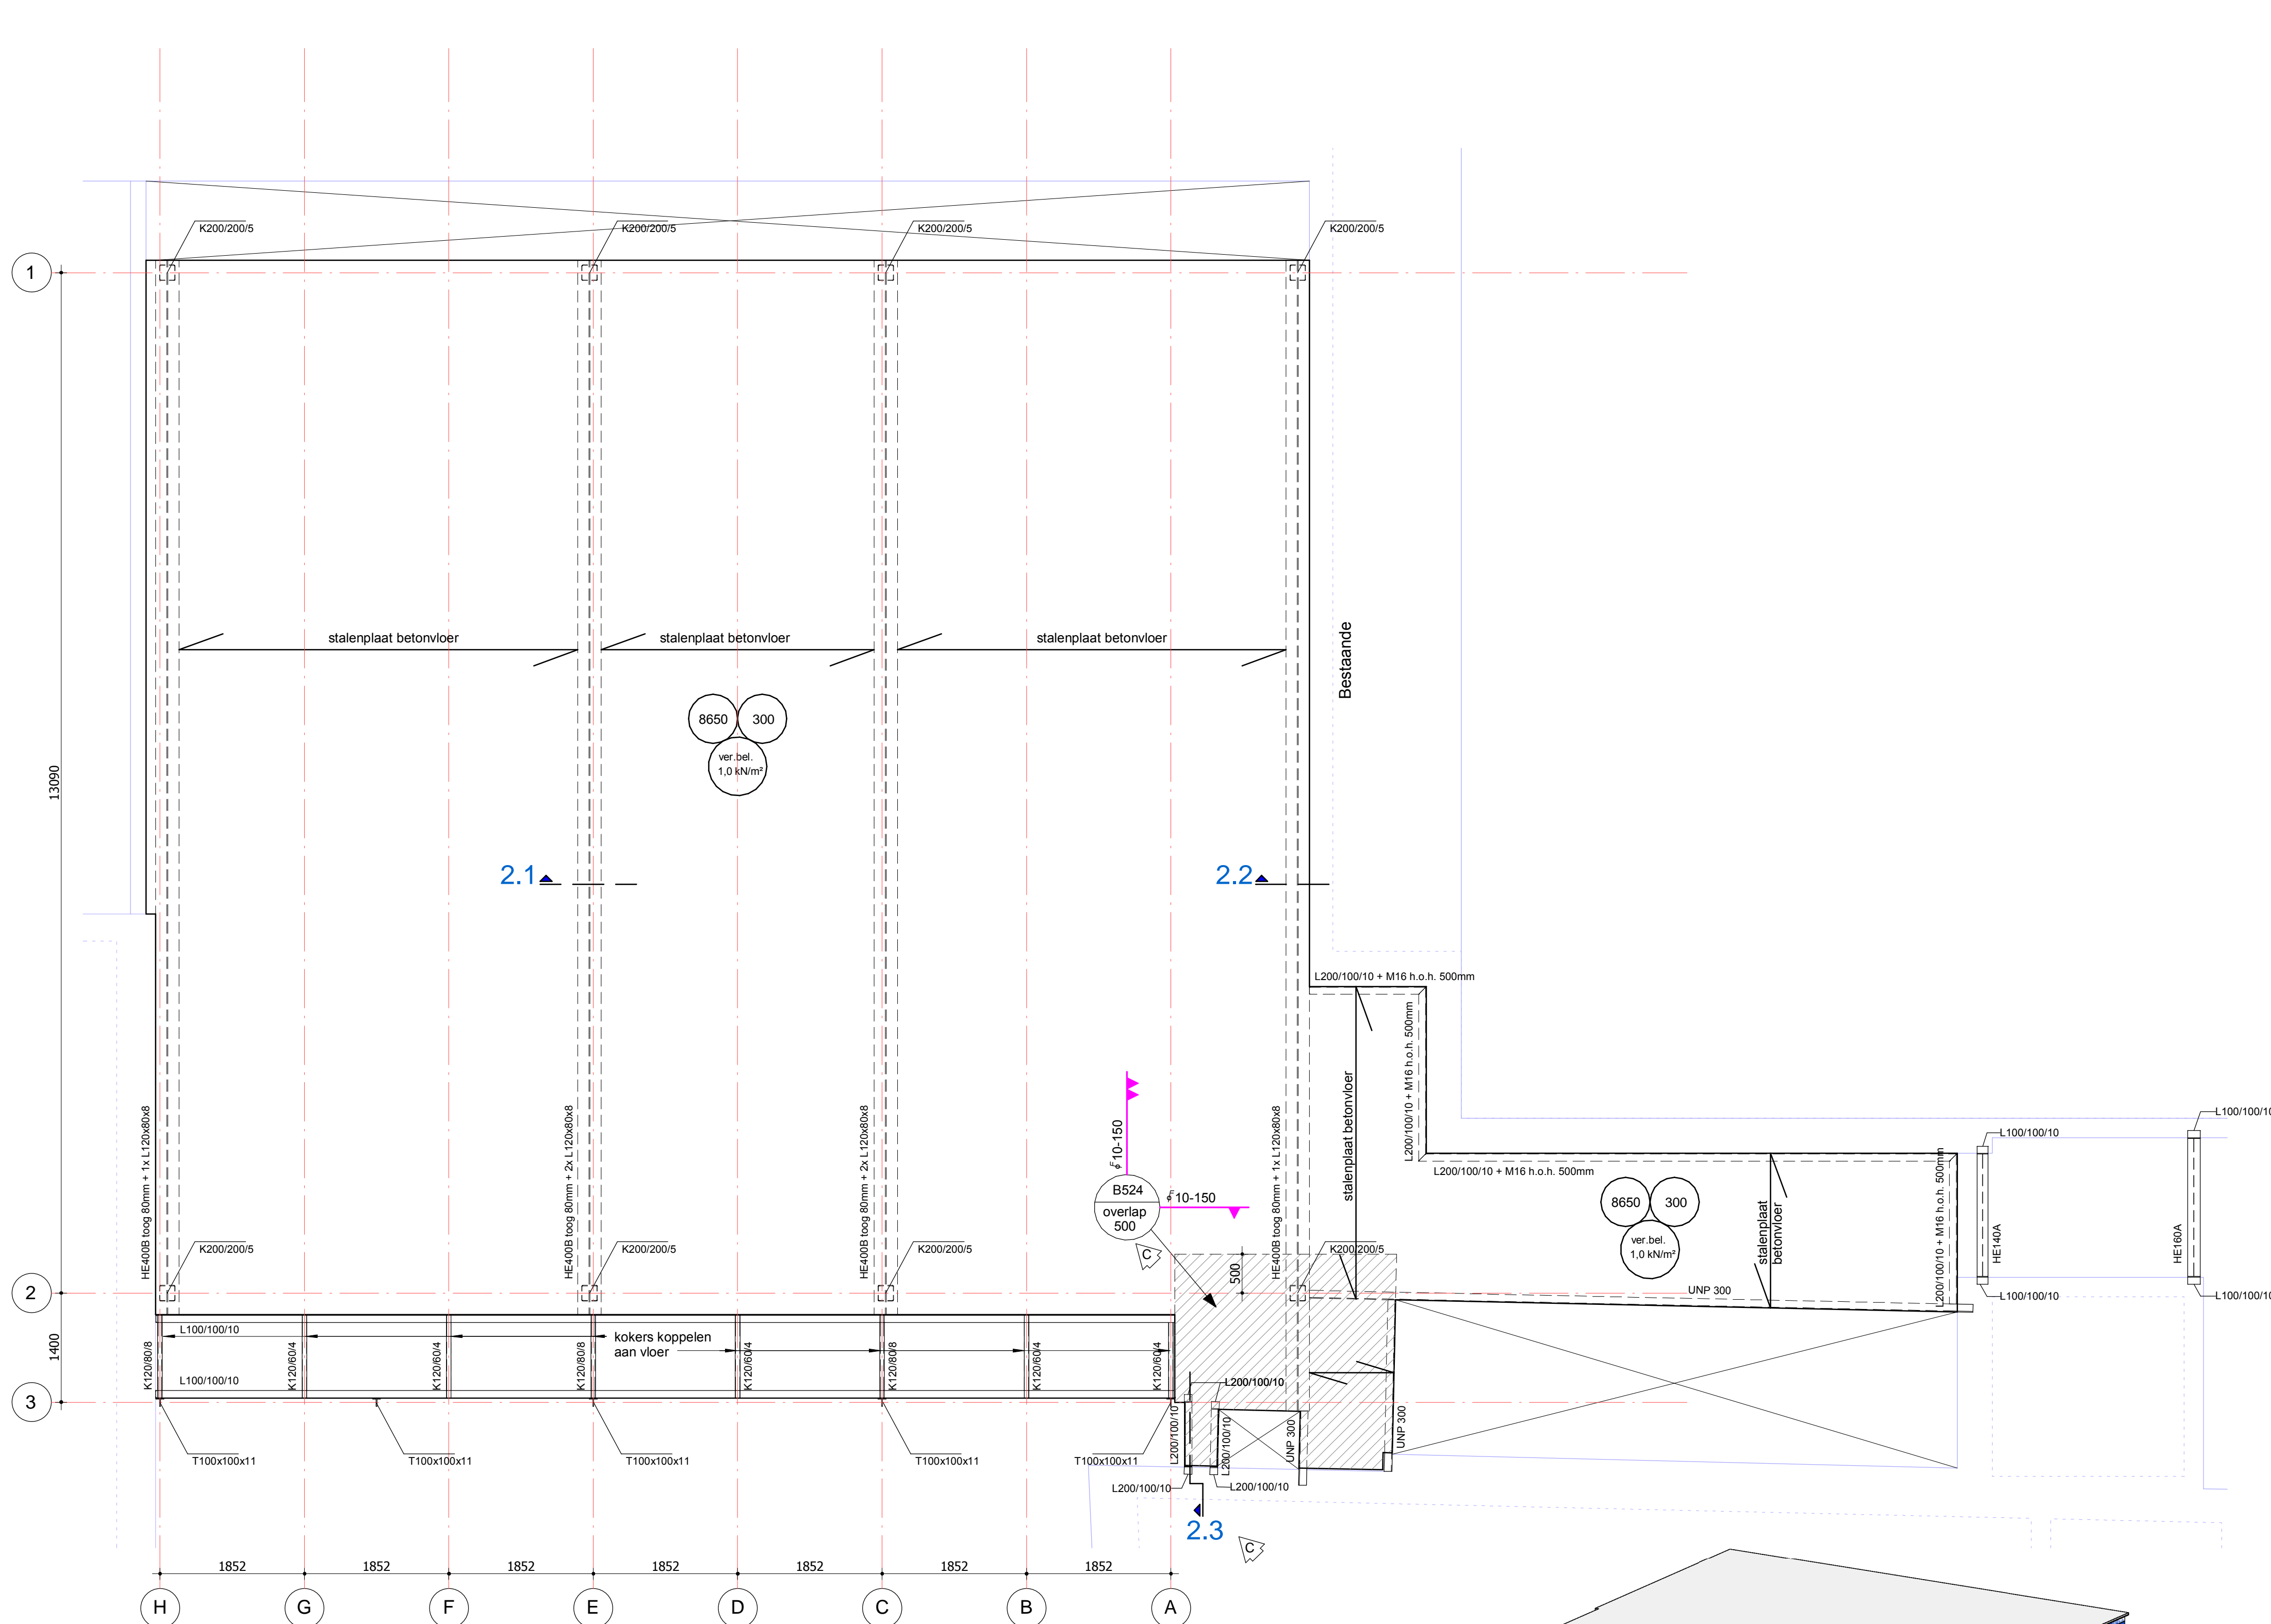 K200/200/5
K200/200/5
K200/200/5
K200/200/5
1
stalenplaat betonvloer
stalenplaat betonvloer
stalenplaat betonvloer
Bestaande
8650
300
ver.bel.
1,0 kN/m²
13090
2.1
2.2
L200/100/10 + M16 h.o.h. 500mm
L200/100/10 + M16 h.o.h. 500mm
L200/100/10 + M16 h.o.h. 500mm
L200/100/10 + M16 h.o.h. 500mm
stalenplaat betonvloer
stalenplaat
betonvloer
8650
300
ver.bel.
1,0 kN/m²
L100/100/10
L100/100/10
HE140A
HE160A
L100/100/10
L100/100/10
UNP 300
HE400B toog 80mm + 1x L120x80x8
HE400B toog 80mm + 2x L120x80x8
HE400B toog 80mm + 2x L120x80x8
HE400B toog 80mm + 1x L120x80x8
10-150
B524
overlap
500
10-150
C
500
K200/200/5
K200/200/5
K200/200/5
K200/200/5
2
1400
L100/100/10
kokers koppelen
aan vloer
L100/100/10
K120/80/8
K120/60/4
K120/60/4
K120/80/8
K120/60/4
K120/80/8
K120/60/4
K120/60/4
3
L200/100/10
L200/100/10
L200/100/10
UNP 300
UNP 300
T100x100x11
T100x100x11
T100x100x11
T100x100x11
T100x100x11
L200/100/10
L200/100/10
2.3
C
1852
1852
1852
1852
1852
1852
1852
H
G
F
E
D
C
B
A